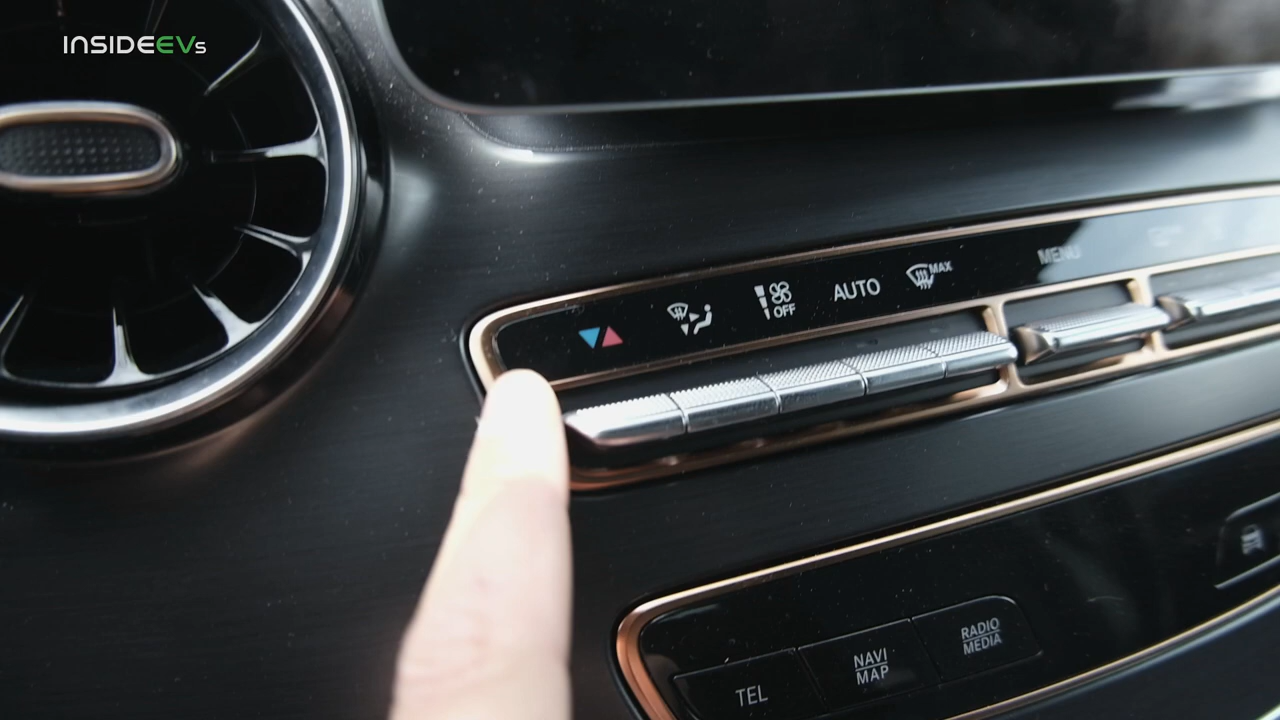 INSIDEEVs
OFF
AUTO
MAX
MENU
TEL
NAVI
MAP
RADIO
MEDIA